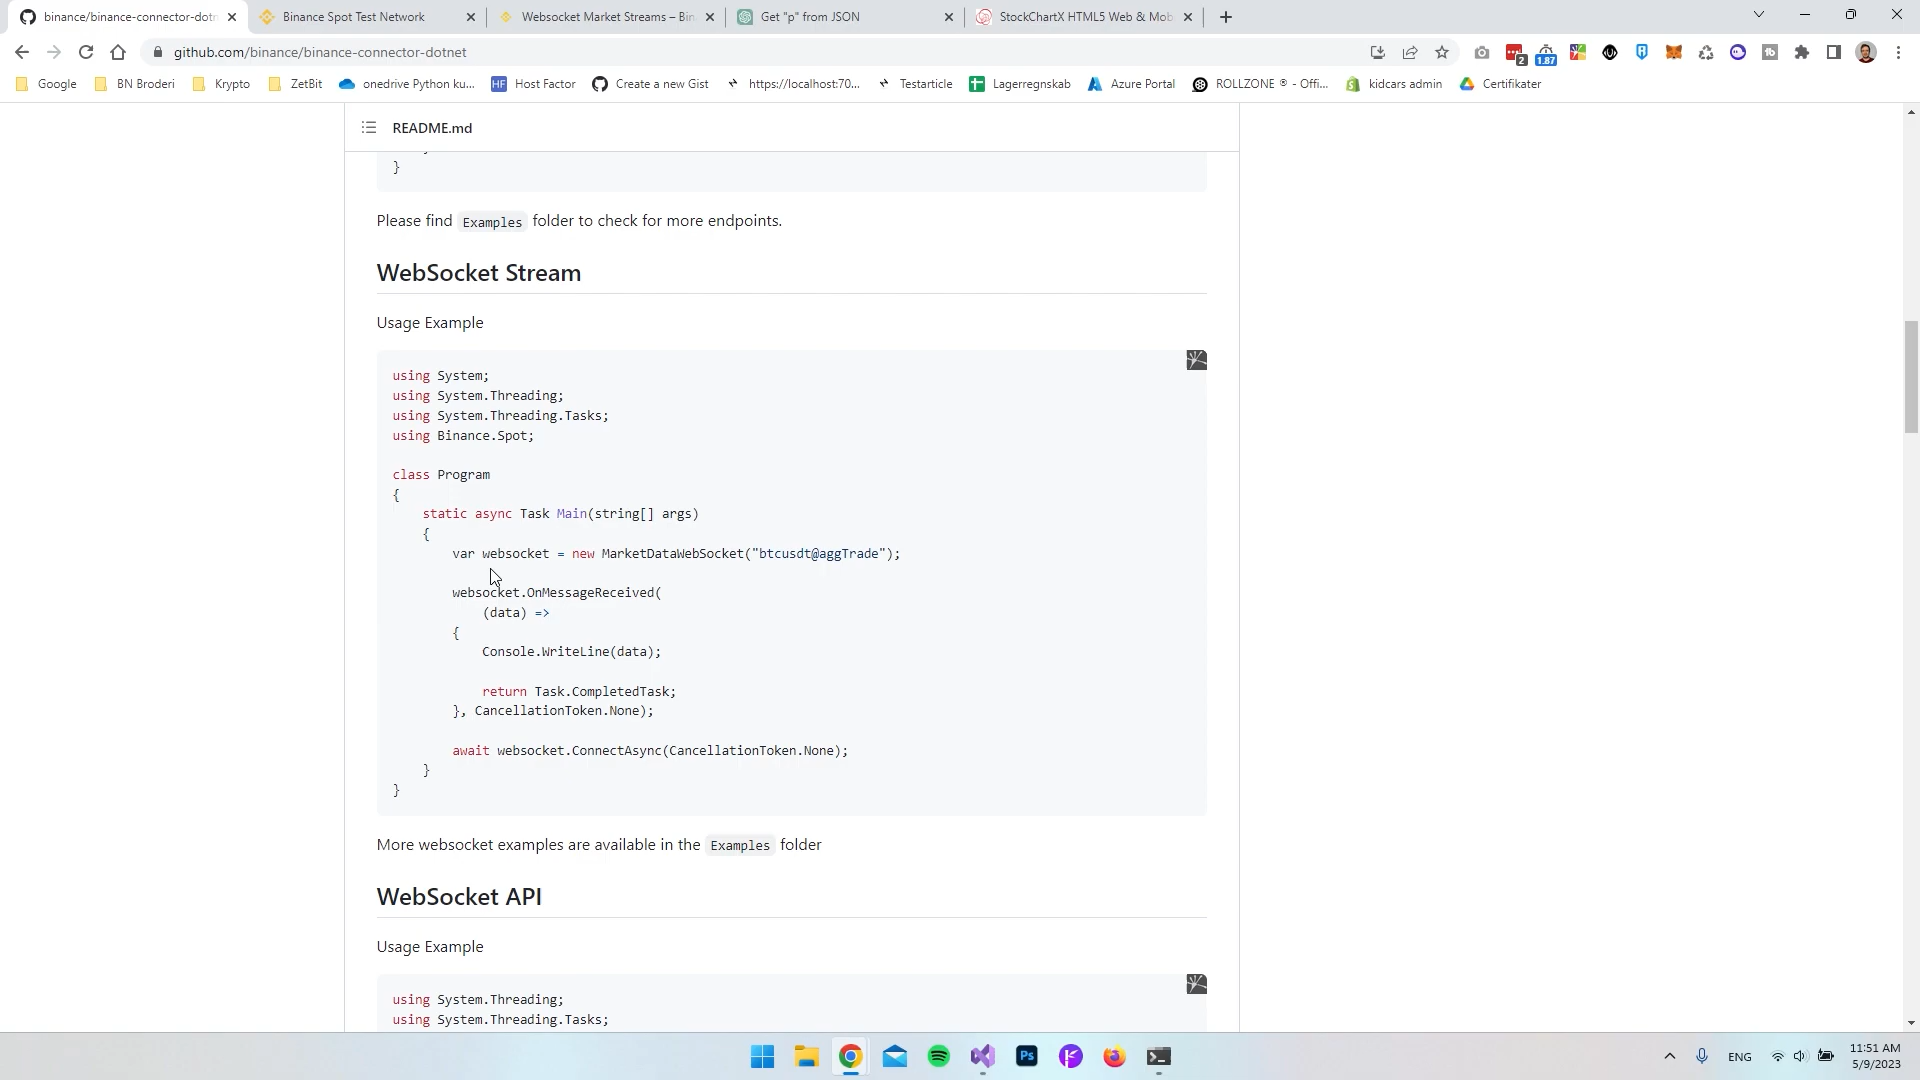 binance/binance-connector-dotn
Binance Spot Test Network
Websocket Market Streams – Bin
Get "p" from JSON
StockChartX HTML5 Web & Mob
github.com/binance/binance-connector-dotnet
2
1.87
Google
BN Broderi
Krypto
ZetBit
onedrive Python ku...
HF Host Factor
Create a new Gist
https://localhost:70...
Testarticle
Lagerregnskab
Azure Portal
ROLLZONE ® - Offi...
kidcars admin
Certifikater
README.md
}
Please find Examples folder to check for more endpoints.
WebSocket Stream
Usage Example
using System;
using System.Threading;
using System.Threading.Tasks;
using Binance.Spot;
class Program
{
static async Task Main(string[] args)
{
var websocket = new MarketDataWebSocket("btcusdt@aggTrade");
websocket.OnMessageReceived(
(data) =>
{
Console.WriteLine(data);
return Task.CompletedTask;
}, CancellationToken.None);
await websocket.ConnectAsync(CancellationToken.None);
}
}
More websocket examples are available in the Examples folder
WebSocket API
Usage Example
using System.Threading;
using System.Threading.Tasks;
Ps
ENG
11:51 AM
5/9/2023